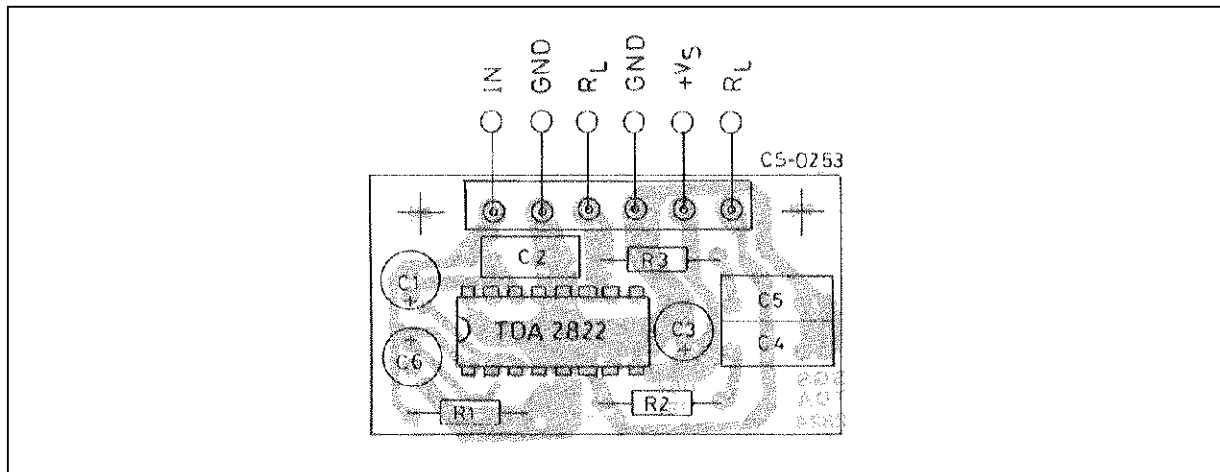 IN
GND
RL
GND
+VS
RL
CS-0253
C2
R3
C1
C5
TDA 2822
C3
C4
C6
R1
R2